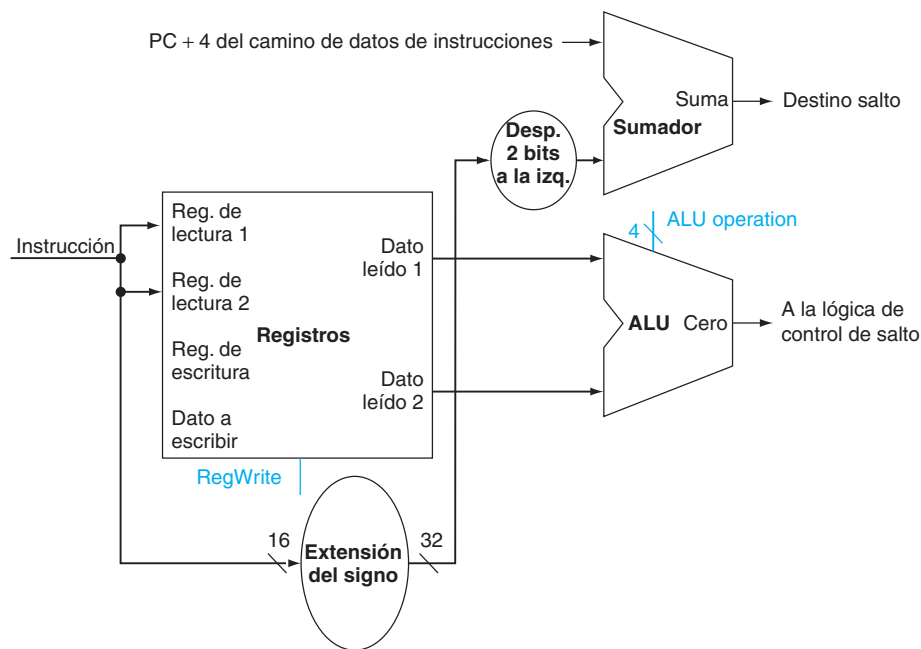 PC + 4 del camino de datos de instrucciones
Suma
Sumador
Destino salto
Desp.
2 bits
a la izq.
Instrucción
Reg. de
lectura 1
Reg. de
lectura 2
Registros
Reg. de
escritura
Dato a
escribir
Dato
leído 1
Dato
leído 2
RegWrite
4
ALU operation
ALU
Cero
A la lógica de
control de salto
16
Extensión
del signo
32